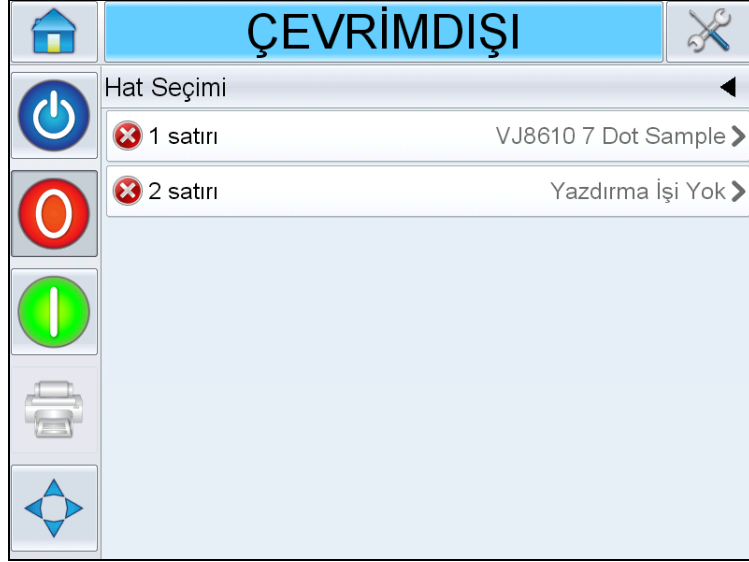 ÇEVRİMDIŞI
Hat Seçimi
1 satırı VJ8610 7 Dot Sample
2 satırı Yazdırma İşi Yok